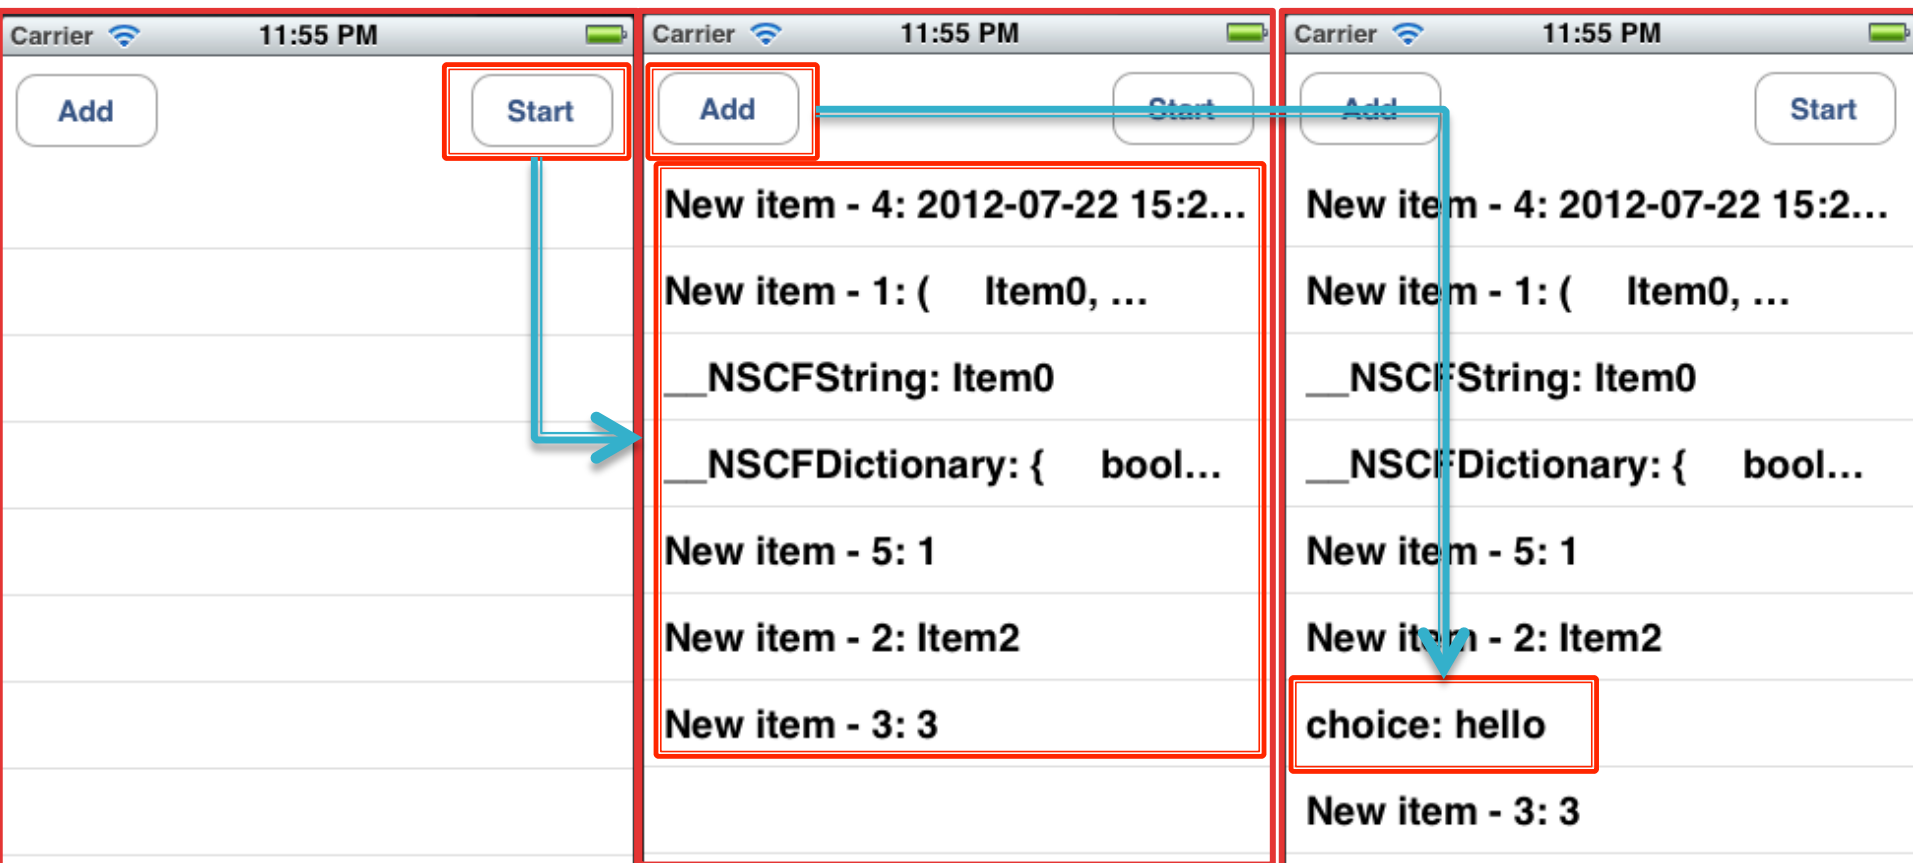 Carrier 11:55 PM
Add Start
Carrier 11:55 PM
Add Start
New item - 4: 2012-07-22 15:2...
New item - 1: ( Item0, ...
__NSCFString: Item0
__NSCFDictionary: { bool...
New item - 5: 1
New item - 2: Item2
New item - 3: 3
Carrier 11:55 PM
Add Start
New item - 4: 2012-07-22 15:2...
New item - 1: ( Item0, ...
__NSCFString: Item0
__NSCFDictionary: { bool...
New item - 5: 1
New item - 2: Item2
choice: hello
New item - 3: 3